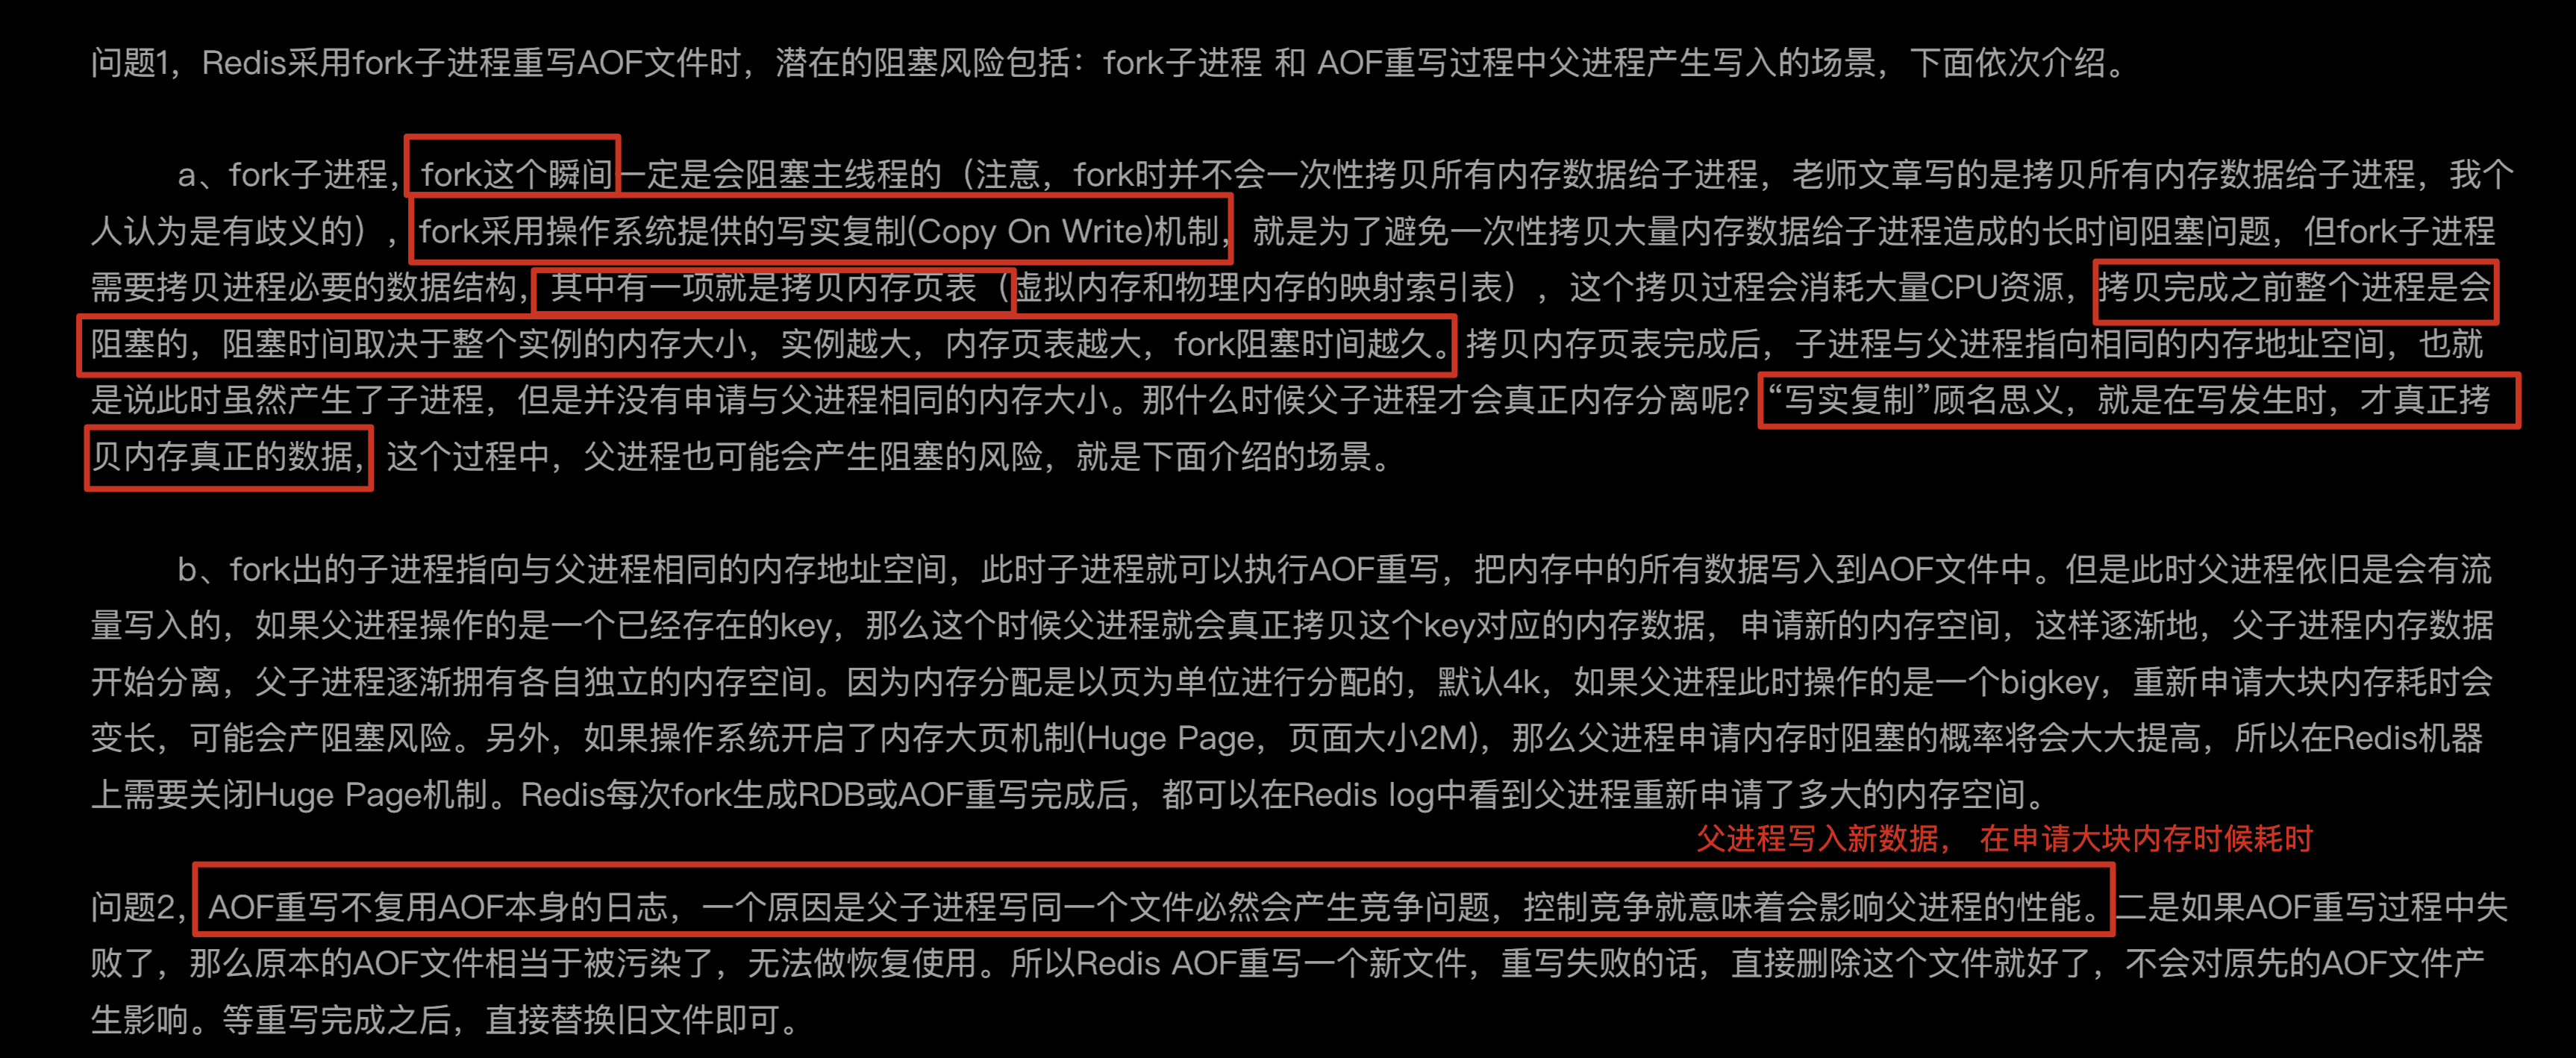 问题1，Redis采用fork子进程重写AOF文件时，潜在的阻塞风险包括：fork子进程 和 AOF重写过程中父进程产生写入的场景，下面依次介绍。
a、fork子进程，fork这个瞬间一定是会阻塞主线程的（注意，fork时并不会一次性拷贝所有内存数据给子进程，老师文章写的是拷贝所有内存数据给子进程，我个
人认为是有歧义的），fork采用操作系统提供的写实复制(Copy On Write)机制，就是为了避免一次性拷贝大量内存数据给子进程造成的长时间阻塞问题，但fork子进程
需要拷贝进程必要的数据结构，其中有一项就是拷贝内存页表（虚拟内存和物理内存的映射索引表），这个拷贝过程会消耗大量CPU资源，拷贝完成之前整个进程是会
阻塞的，阻塞时间取决于整个实例的内存大小，实例越大，内存页表越大，fork阻塞时间越久。拷贝内存页表完成后，子进程与父进程指向相同的内存地址空间，也就
是说此时虽然产生了子进程，但是并没有申请与父进程相同的内存大小。那什么时候父子进程才会真正内存分离呢？“写实复制”顾名思义，就是在写发生时，才真正拷
贝内存真正的数据，这个过程中，父进程也可能会产生阻塞的风险，就是下面介绍的场景。
b、fork出的子进程指向与父进程相同的内存地址空间，此时子进程就可以执行AOF重写，把内存中的所有数据写入到AOF文件中。但是此时父进程依旧是会有流
量写入的，如果父进程操作的是一个已经存在的key，那么这个时候父进程就会真正拷贝这个key对应的内存数据，申请新的内存空间，这样逐渐地，父子进程内存数据
开始分离，父子进程逐渐拥有各自独立的内存空间。因为内存分配是以页为单位进行分配的，默认4k，如果父进程此时操作的是一个bigkey，重新申请大块内存耗时会
变长，可能会产阻塞风险。另外，如果操作系统开启了内存大页机制(Huge Page，页面大小2M)，那么父进程申请内存时阻塞的概率将会大大提高，所以在Redis机器
上需要关闭Huge Page机制。Redis每次fork生成RDB或AOF重写完成后，都可以在Redis log中看到父进程重新申请了多大的内存空间。
父进程写入新数据， 在申请大块内存时候耗时
问题2，AOF重写不复用AOF本身的日志，一个原因是父子进程写同一个文件必然会产生竞争问题，控制竞争就意味着会影响父进程的性能。二是如果AOF重写过程中失
败了，那么原本的AOF文件相当于被污染了，无法做恢复使用。所以Redis AOF重写一个新文件，重写失败的话，直接删除这个文件就好了，不会对原先的AOF文件产
生影响。等重写完成之后，直接替换旧文件即可。